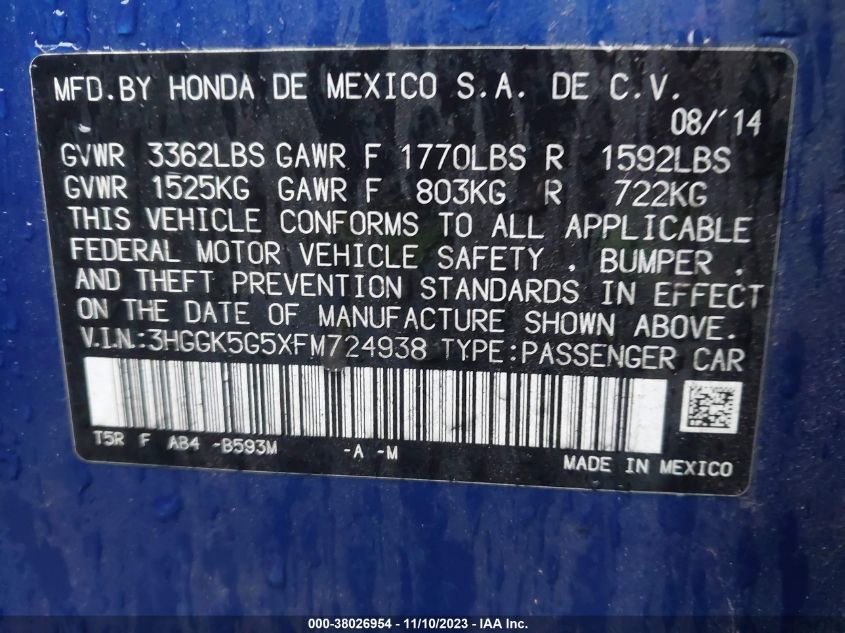 MFD.BY HONDA DE MEXICO S.A. DE C.V.
08/'14
GVWR 3362LBS GAWR F 1770LBS R 1592LBS
GVWR 1525KG GAWR F 803KG R 722KG
THIS VEHICLE CONFORMS TO ALL APPLICABLE
FEDERAL MOTOR VEHICLE SAFETY , BUMPER ,
AND THEFT PREVENTION STANDARDS IN EFFECT
ON THE DATE OF MANUFACTURE SHOWN ABOVE.
V.I.N.:3HGGK5G5XFM724938 TYPE:PASSENGER CAR
T5R F AB4 -B593M -A -M
MADE IN MEXICO
000-38026954 - 11/10/2023 - IAA Inc.